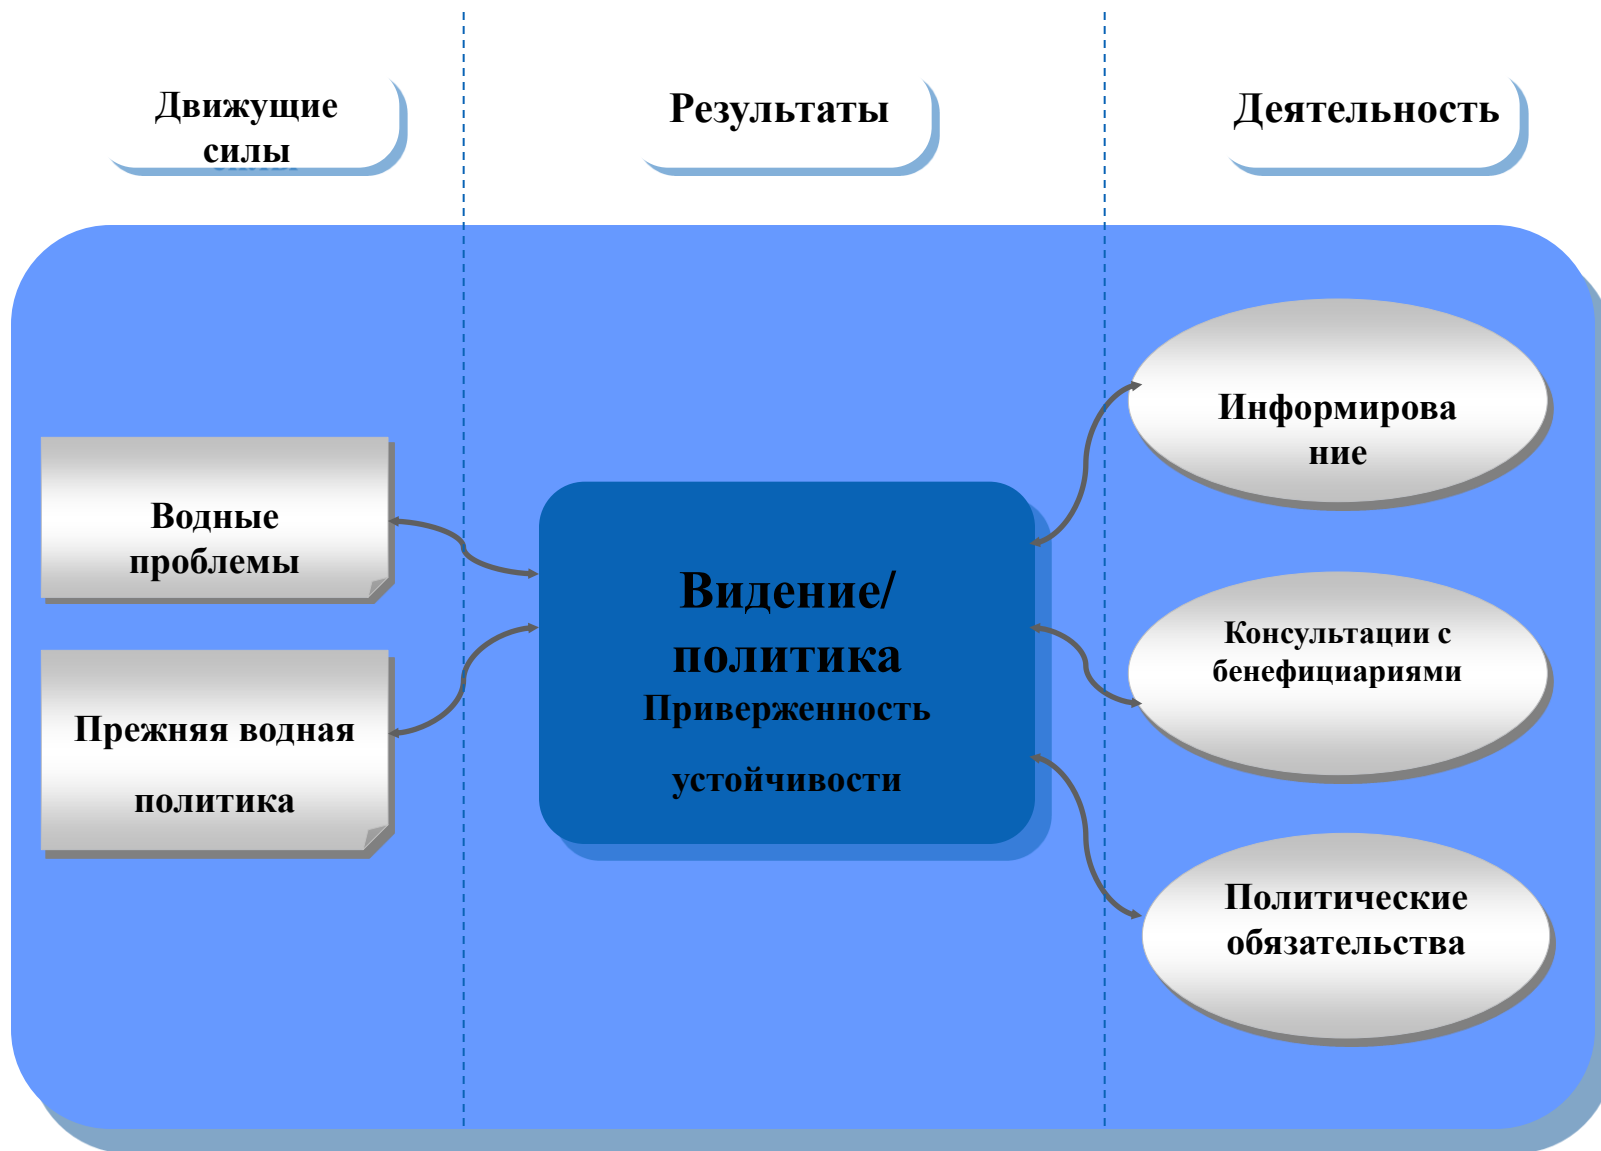 Движущие
силы
Результаты
Деятельность
Водные
проблемы
Прежняя водная
политика
Видение/
политика
Приверженность
устойчивости
Информирова
ние
Консультации с
бенефициариями
Политические
обязательства